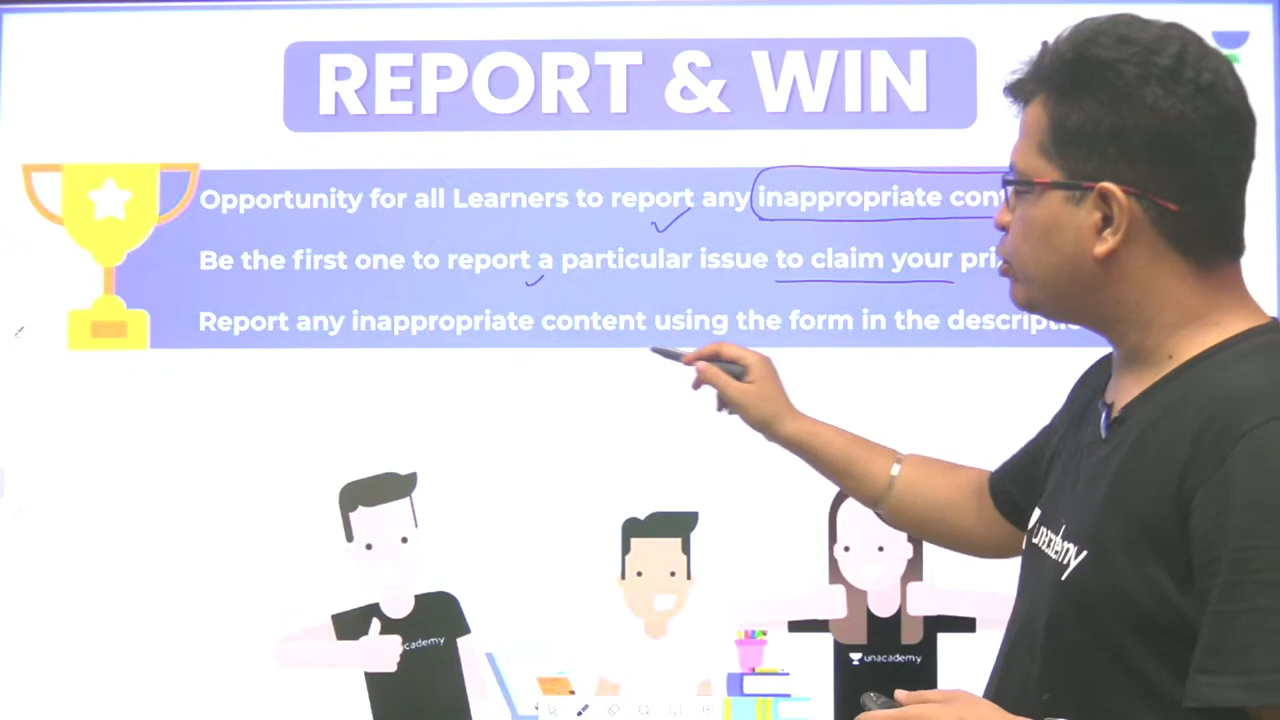 REPORT & WIN
Opportunity for all Learners to report any inappropriate
Be the first one to report a particular issue to claim your
Report any inappropriate content using the form in the
unacademy
unacademy